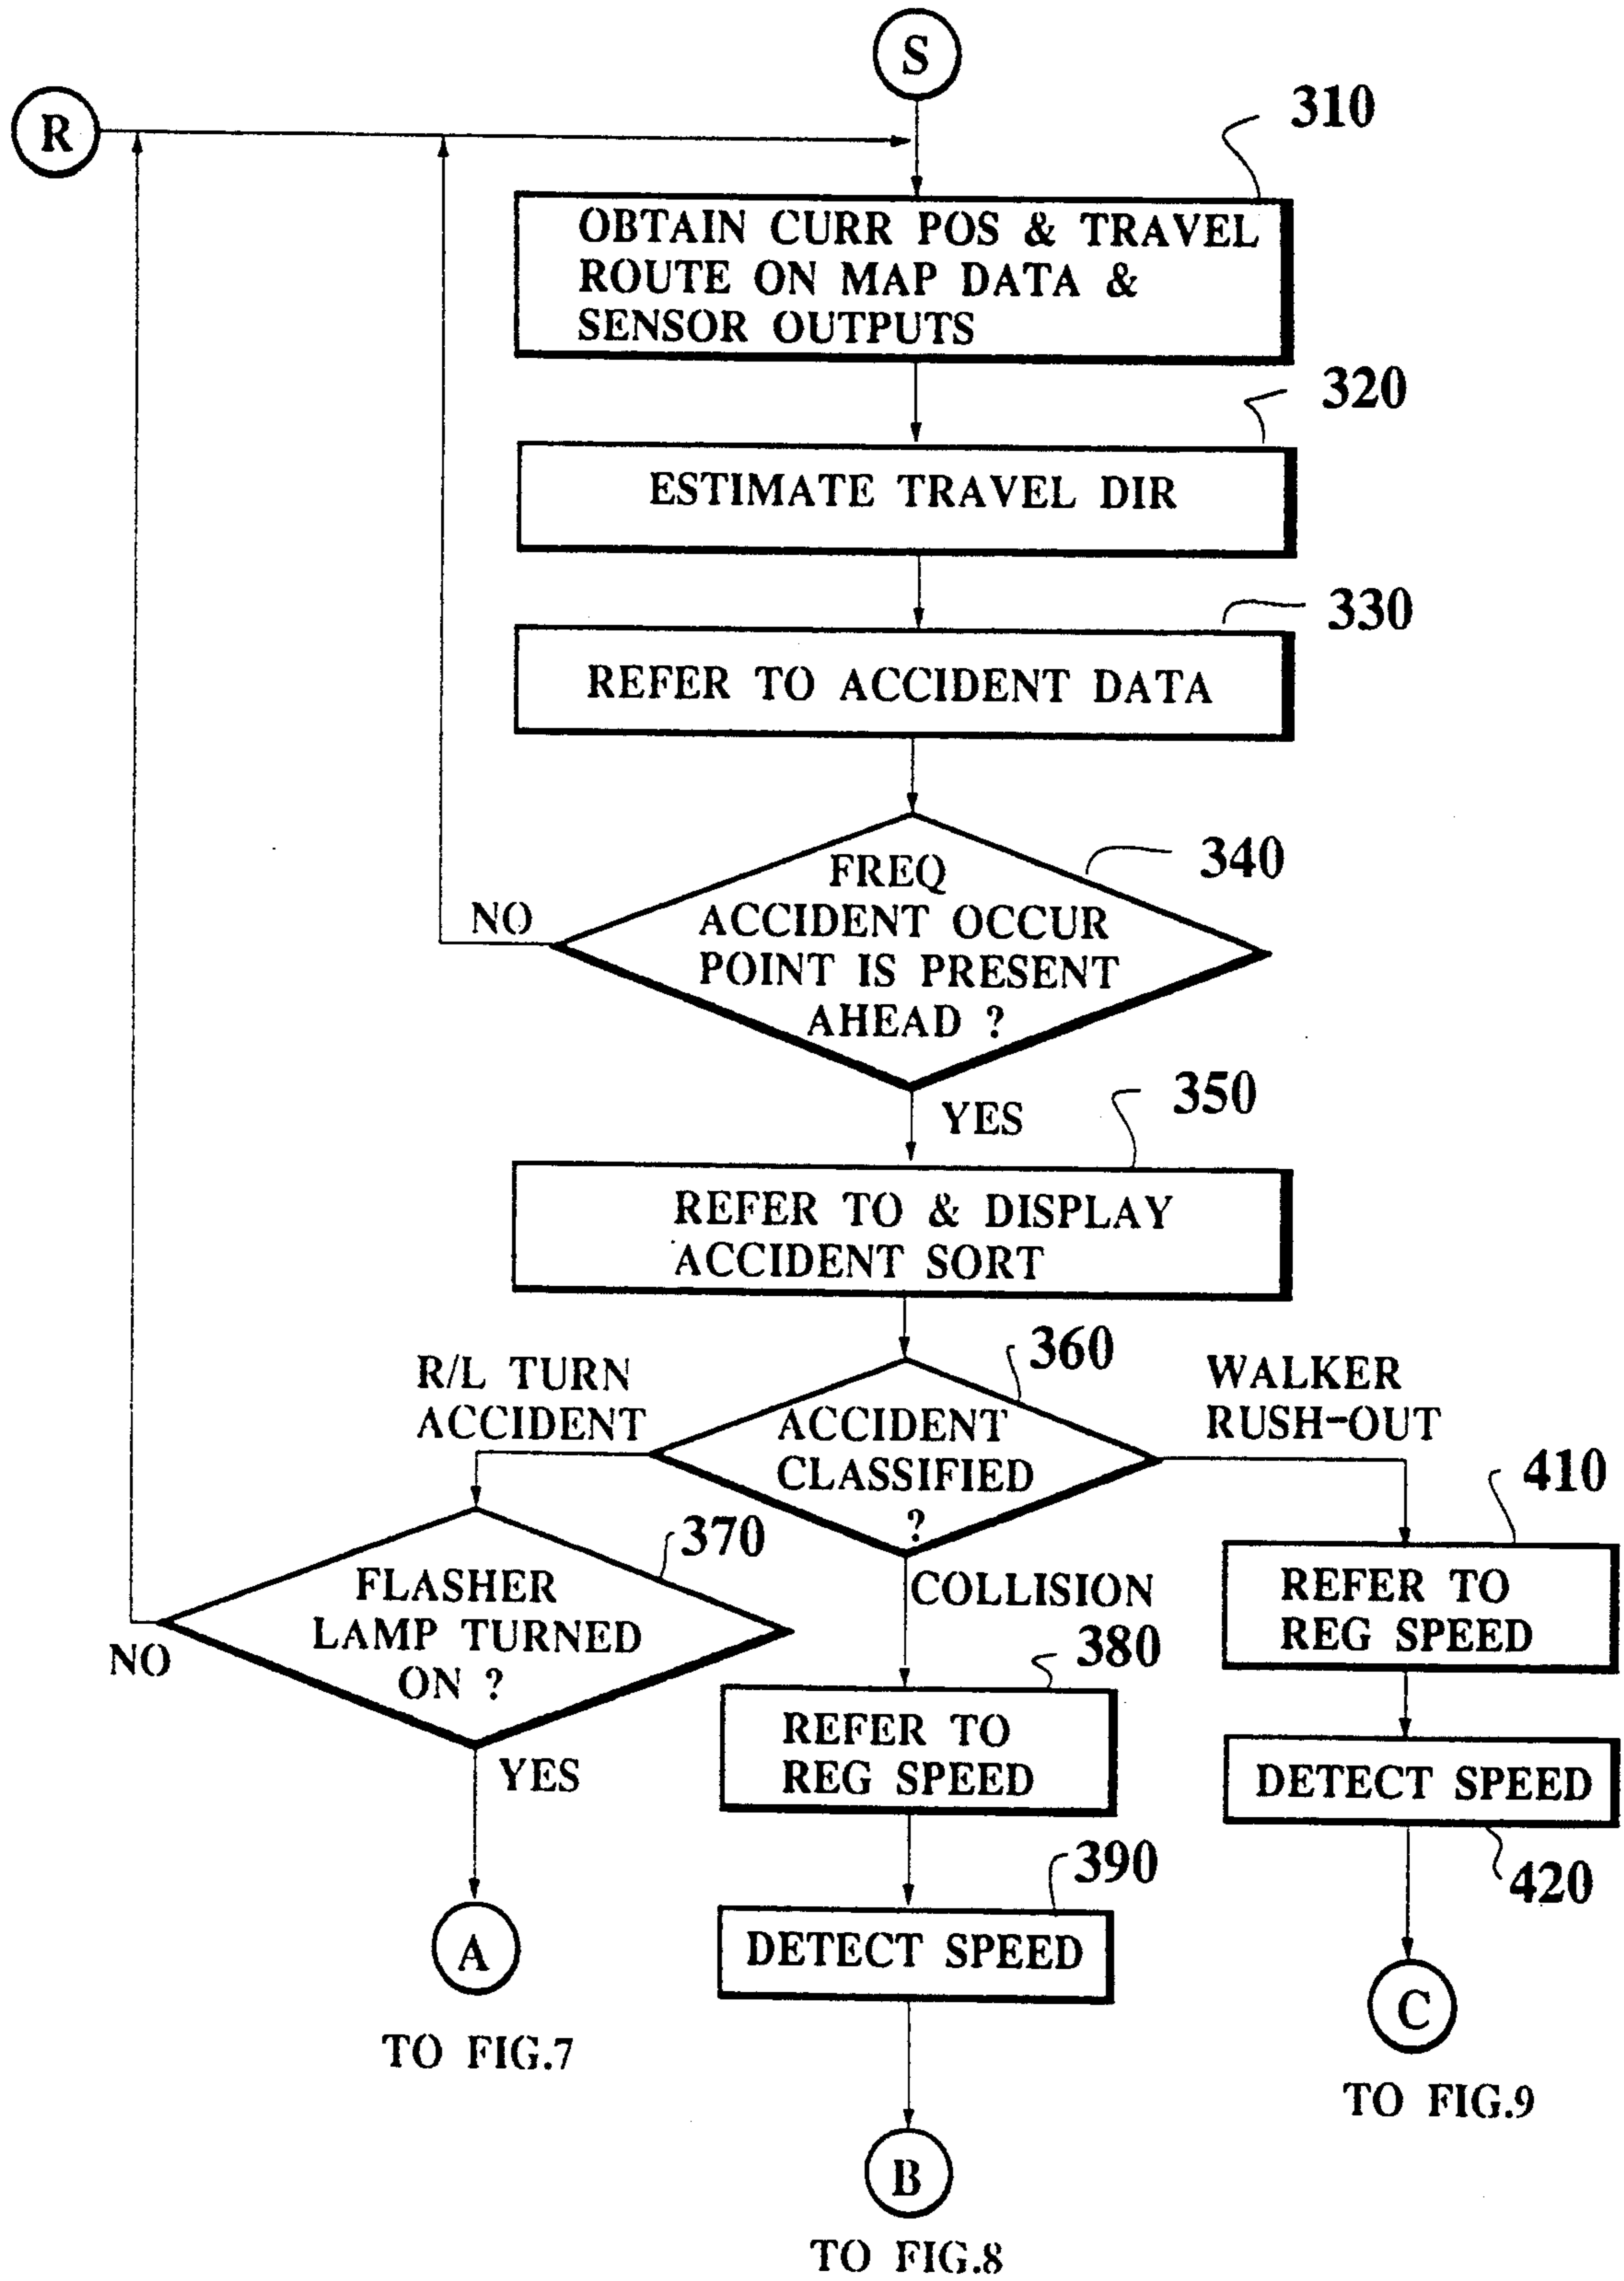 S
R
310
OBTAIN CURR POS & TRAVEL
ROUTE ON MAP DATA &
SENSOR OUTPUTS
320
ESTIMATE TRAVEL DIR
330
REFER TO ACCIDENT DATA
340
FREQ
ACCIDENT OCCUR
POINT IS PRESENT
AHEAD ?
NO
YES
350
REFER TO & DISPLAY
ACCIDENT SORT
360
ACCIDENT
CLASSIFIED
?
R/L TURN
ACCIDENT
WALKER
RUSH-OUT
COLLISION
370
FLASHER
LAMP TURNED
ON ?
NO
YES
A
TO FIG.7
380
REFER TO
REG SPEED
390
DETECT SPEED
B
TO FIG.8
410
REFER TO
REG SPEED
DETECT SPEED
420
C
TO FIG.9